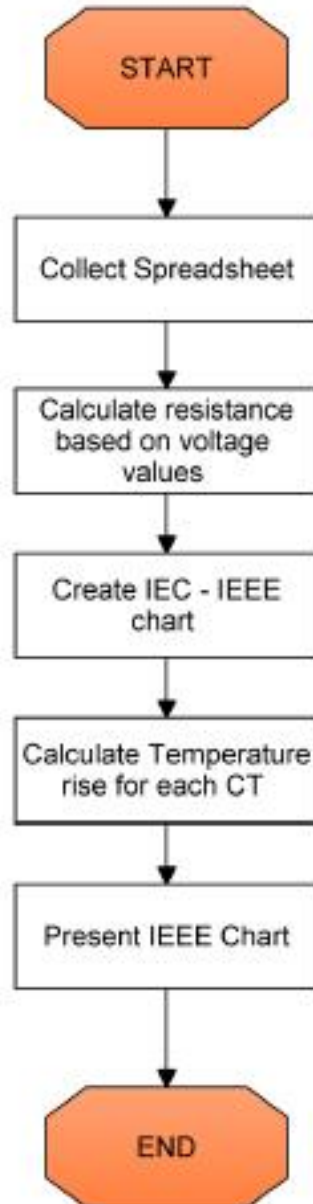 START
Collect Spreadsheet
Calculate resistance
based on voltage
values
Create IEC - IEEE
chart
Calculate Temperature
rise for each CT
Present IEEE Chart
END